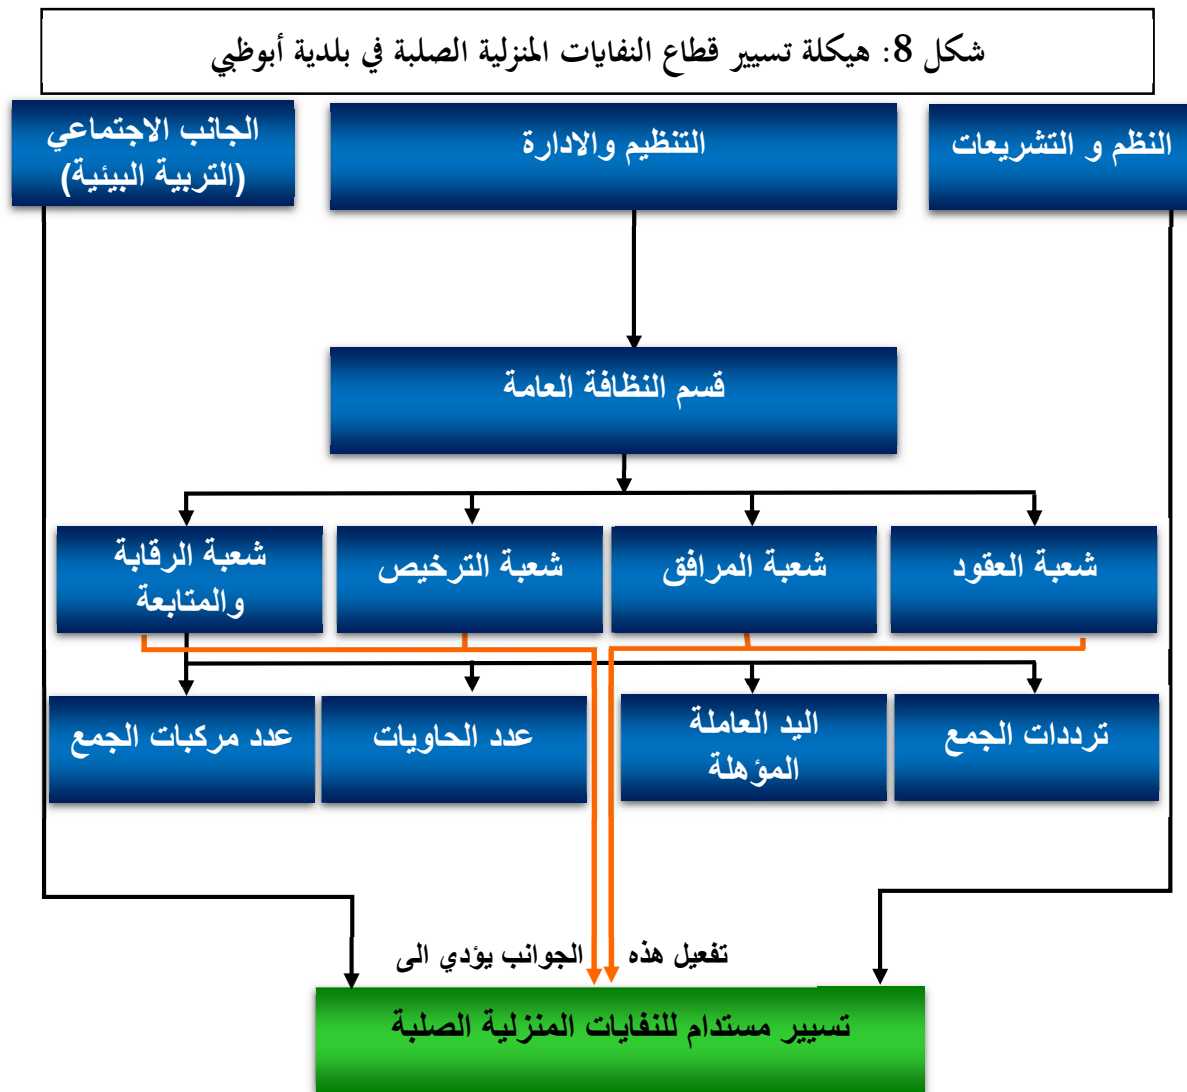 شكل 8: هيكلة تسيير قطاع النفايات المنزلية الصلبة في بلدية أبوظبي
النظم و التشريعات
التنظيم والادارة
الجانب الاجتماعي
(التربية البيئية)
قسم النظافة العامة
شعبة العقود
شعبة المرافق
شعبة الترخيص
شعبة الرقابة
والمتابعة
ترددات الجمع
اليد العاملة
المؤهلة
عدد الحاويات
عدد مركبات الجمع
تفعيل هذه الجوانب يؤدي الى
تسيير مستدام للنفايات المنزلية الصلبة